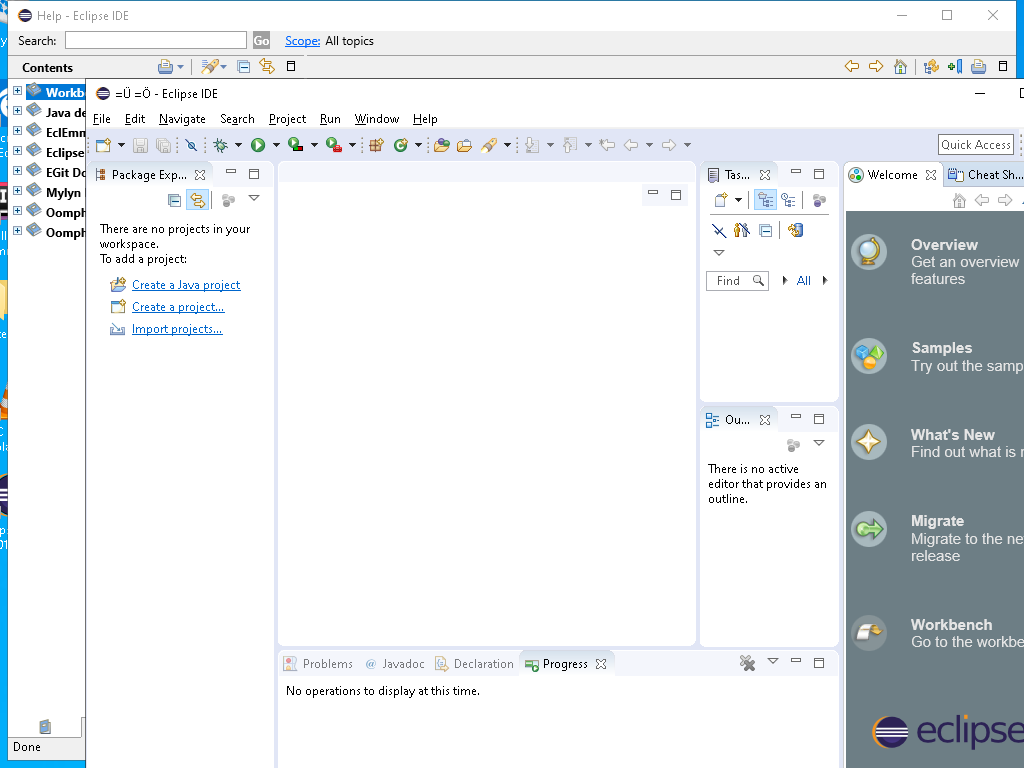 Help - Eclipse IDE
Search:
Go
Scope: All topics
Contents
Workb
Java de
EclEmm
Eclipse
EGit Do
Mylyn
Oomph
Oomph
Done
=Ü =Ö - Eclipse IDE
File Edit Navigate Search Project Run Window Help
Quick Access
Package Exp...
There are no projects in your
workspace.
To add a project:
Create a Java project
Create a project...
Import projects...
Tas...
Find
All
Ou...
There is no active
editor that provides an
outline.
Problems @ Javadoc Declaration Progress
No operations to display at this time.
Welcome Cheat Sh...
Overview
Get an overview
features
Samples
Try out the samp
What's New
Find out what is
Migrate
Migrate to the ne
release
Workbench
Go to the workbe
eclipse